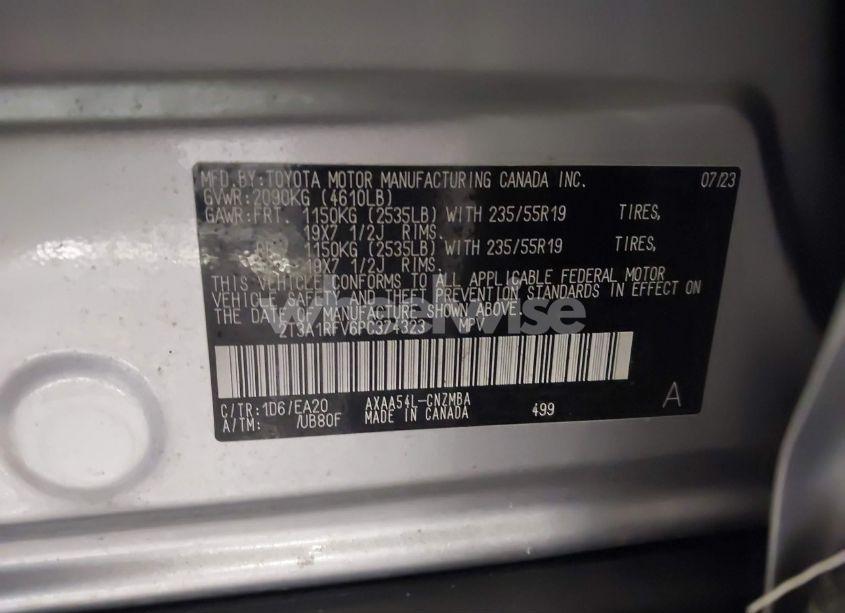 MFD.BY:TOYOTA MOTOR MANUFACTURING CANADA INC. 07/23
GVWR:2090KG (4610LB)
GAWR:FRT. 1150KG (2535LB) WITH 235/55R19 TIRES,
19X7 1/2J RIMS.
RR. 1150KG (2535LB) WITH 235/55R19 TIRES,
19X7 1/2J RIMS.
THIS VEHICLE CONFORMS TO ALL APPLICABLE FEDERAL MOTOR
VEHICLE SAFETY AND THEFT PREVENTION STANDARDS IN EFFECT ON
THE DATE OF MANUFACTURE SHOWN ABOVE.
2T3A1RFV6PC374323 MPV
wheelwise
C/TR:1D6/EA20 AXAA54L-CNZMBA
A/TM: /UB80F MADE IN CANADA 499 A